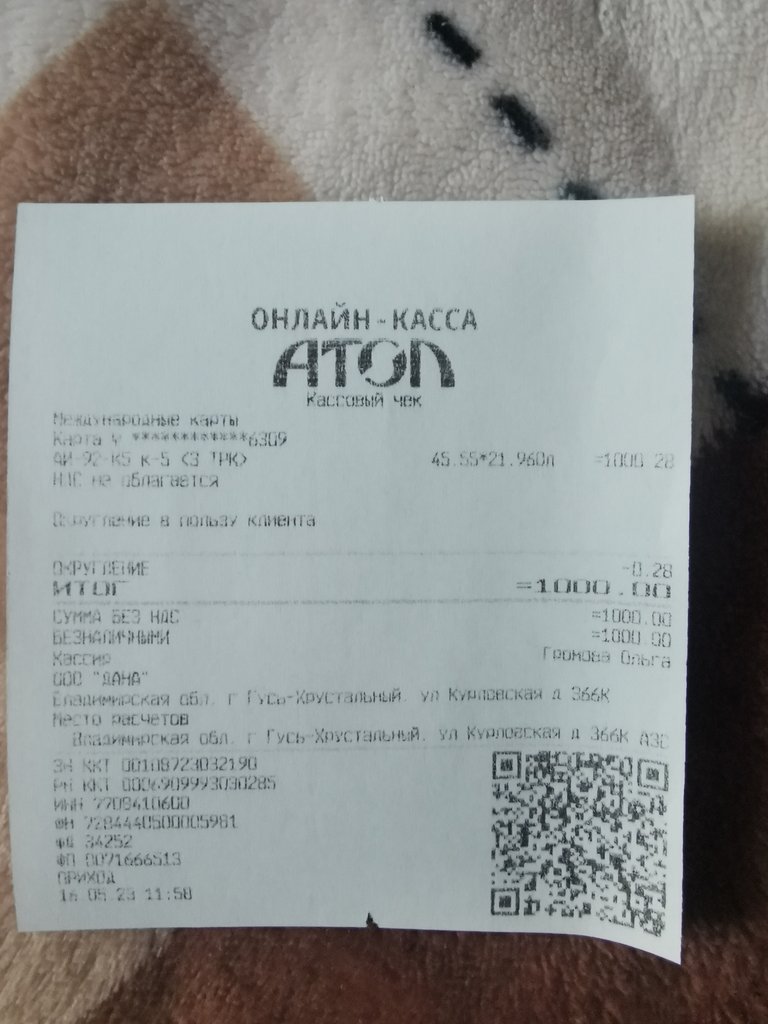 ОНЛАЙН-КАССА
АТОЛ
Кассовый чек
Международные карты
Карта № ************6309
АИ-92-К5 К-5 (3 ТРК) 45.55*21.960л =1000.28
НДС не облагается
Округление в пользу клиента
ОКРУГЛЕНИЕ -0.28
ИТОГ =1000.00
СУММА БЕЗ НДС =1000.00
БЕЗНАЛИЧНЫМИ =1000.00
Кассир Громова Ольга
ООО "ДАНА"
Владимирская обл. г Гусь-Хрустальный. ул Курловская д 366К
Место расчетов
Владимирская обл. г Гусь-Хрустальный. ул Курловская д 366К АЗС
ЗН ККТ 00108723032190
РН ККТ 0006909993030285
ИНН 7708410600
ФН 7284440500005981
ФД 34252
ФП 0071666513
ПРИХОД
16.05.23 11:58